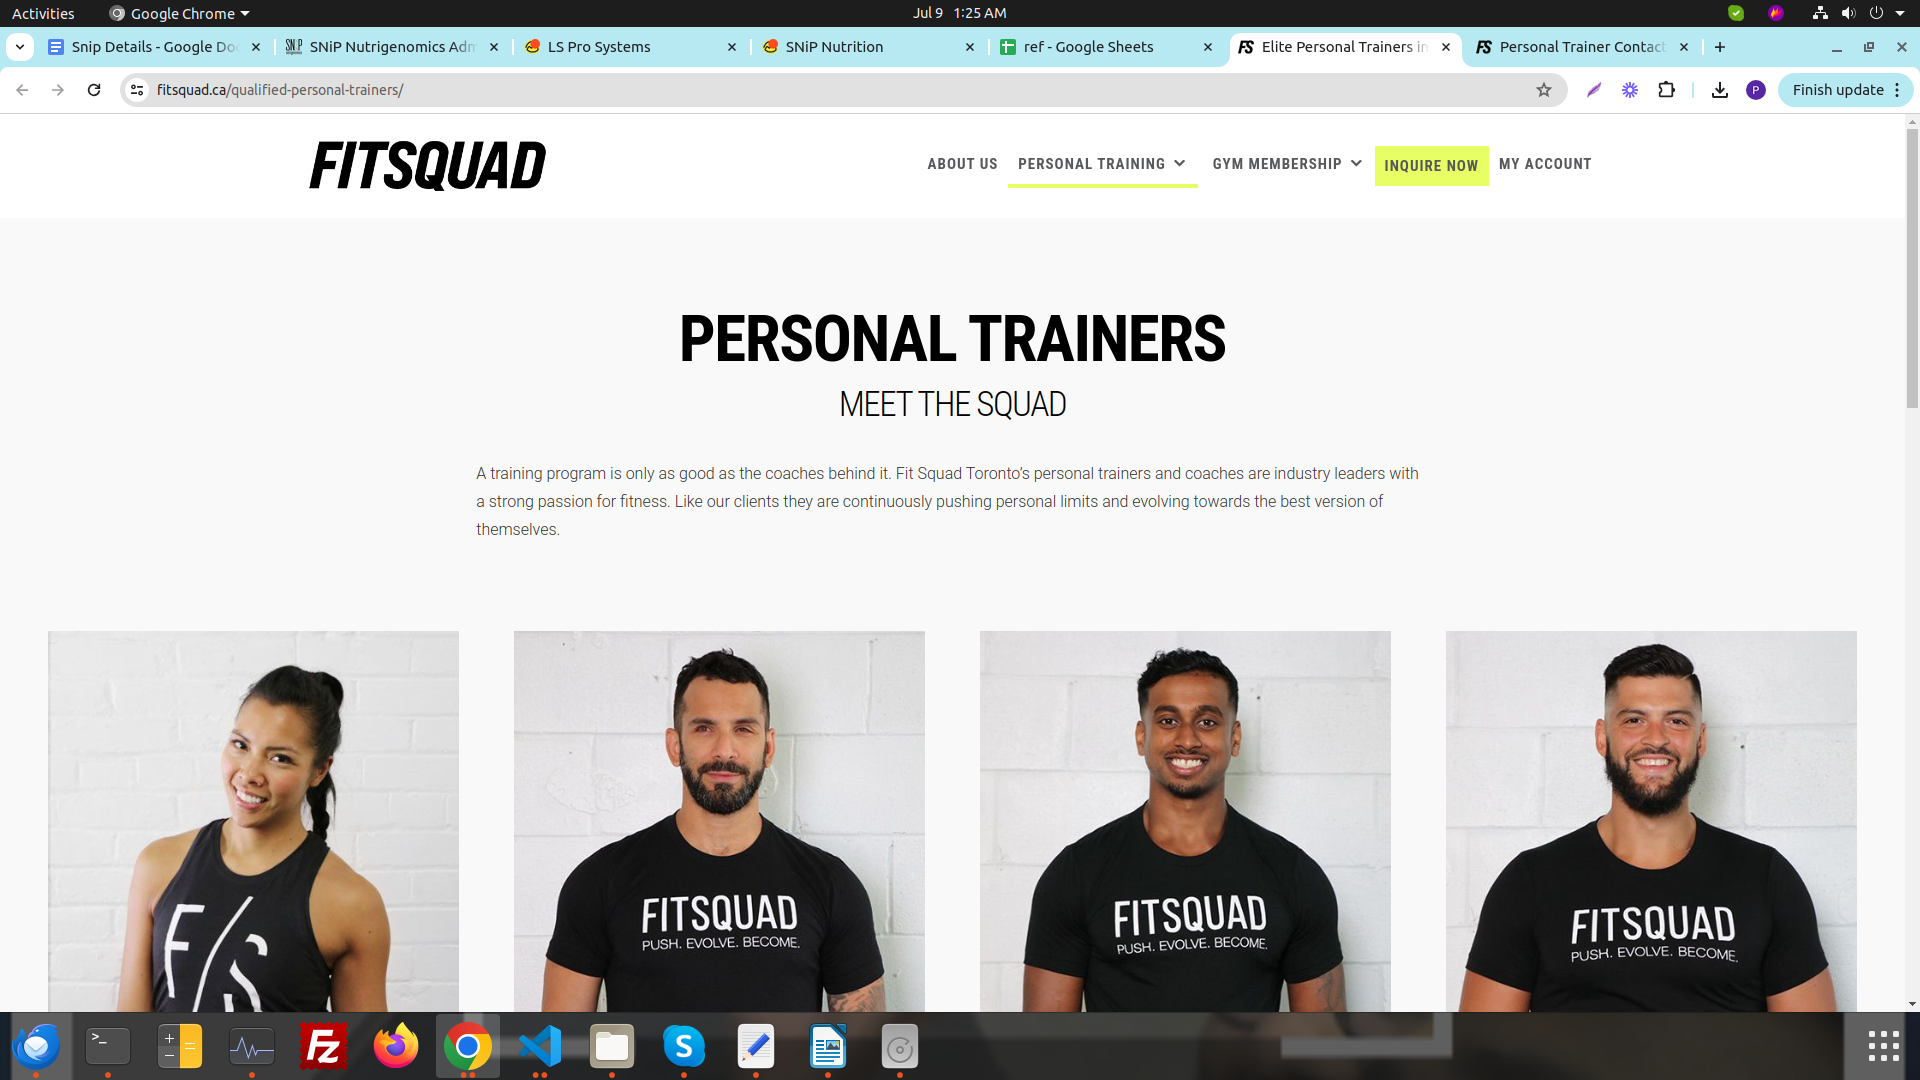 Activities
Google Chrome
Jul 9 1:25 AM
Snip Details - Google Do
SNiP Nutrigenomics Adm
LS Pro Systems
SNiP Nutrition
ref - Google Sheets
Elite Personal Trainers in
Personal Trainer Contact
fitsquad.ca/qualified-personal-trainers/
P
Finish update
FITSQUAD
ABOUT US
PERSONAL TRAINING
GYM MEMBERSHIP
INQUIRE NOW
MY ACCOUNT
PERSONAL TRAINERS
MEET THE SQUAD
A training program is only as good as the coaches behind it. Fit Squad Toronto’s personal trainers and coaches are industry leaders with
a strong passion for fitness. Like our clients they are continuously pushing personal limits and evolving towards the best version of
themselves.
F/S
FITSQUAD
PUSH. EVOLVE. BECOME.
FITSQUAD
PUSH. EVOLVE. BECOME.
FITSQUAD
PUSH. EVOLVE. BECOME.